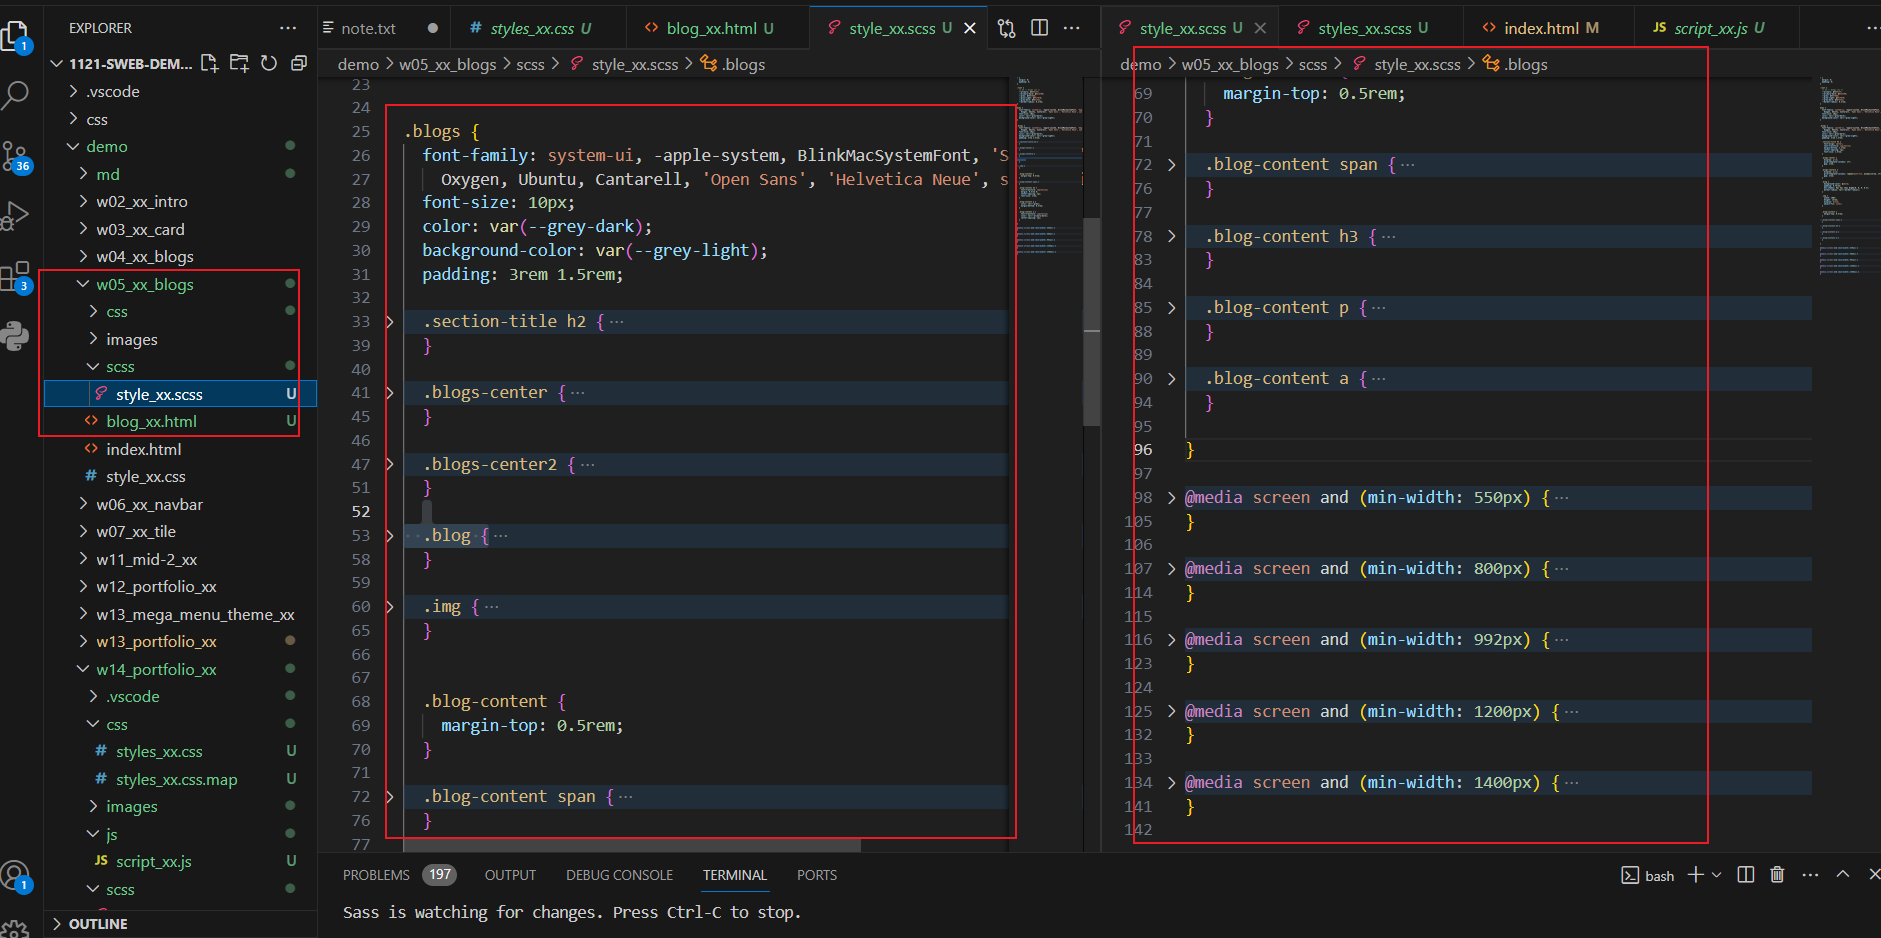 EXPLORER
1121-SWEB-DEM...
.vscode
css
demo
md
w02_xx_intro
w03_xx_card
w04_xx_blogs
w05_xx_blogs
css
images
scss
style_xx.scss U
blog_xx.html U
index.html
# style_xx.css
w06_xx_navbar
w07_xx_tile
w11_mid-2_xx
w12_portfolio_xx
w13_mega_menu_theme_xx
w13_portfolio_xx
w14_portfolio_xx
.vscode
css
# styles_xx.css U
# styles_xx.css.map U
images
js
JS script_xx.js U
scss
OUTLINE
1
36
3
1
note.txt
# styles_xx.css U
<> blog_xx.html U
style_xx.scss U
demo > w05_xx_blogs > scss > style_xx.scss > .blogs
23
24
25 .blogs {
26 font-family: system-ui, -apple-system, BlinkMacSystemFont, 'S
27 Oxygen, Ubuntu, Cantarell, 'Open Sans', 'Helvetica Neue', s
28 font-size: 10px;
29 color: var(--grey-dark);
30 background-color: var(--grey-light);
31 padding: 3rem 1.5rem;
32
33 .section-title h2 { ...
39 }
40
41 .blogs-center { ...
45 }
46
47 .blogs-center2 { ...
51 }
52
53 .blog { ...
58 }
59
60 .img { ...
65 }
66
67
68 .blog-content {
69 margin-top: 0.5rem;
70 }
71
72 .blog-content span { ...
76 }
77
style_xx.scss U
styles_xx.scss U
<> index.html M
JS script_xx.js U
demo > w05_xx_blogs > scss > style_xx.scss > .blogs
69 margin-top: 0.5rem;
70 }
71
72 .blog-content span { ...
76 }
77
78 .blog-content h3 { ...
83 }
84
85 .blog-content p { ...
88 }
89
90 .blog-content a { ...
94 }
95
96 }
97
98 @media screen and (min-width: 550px) { ...
105 }
106
107 @media screen and (min-width: 800px) { ...
114 }
115
116 @media screen and (min-width: 992px) { ...
123 }
124
125 @media screen and (min-width: 1200px) { ...
132 }
133
134 @media screen and (min-width: 1400px) { ...
141 }
142
PROBLEMS 197 OUTPUT DEBUG CONSOLE TERMINAL PORTS
bash
Sass is watching for changes. Press Ctrl-C to stop.